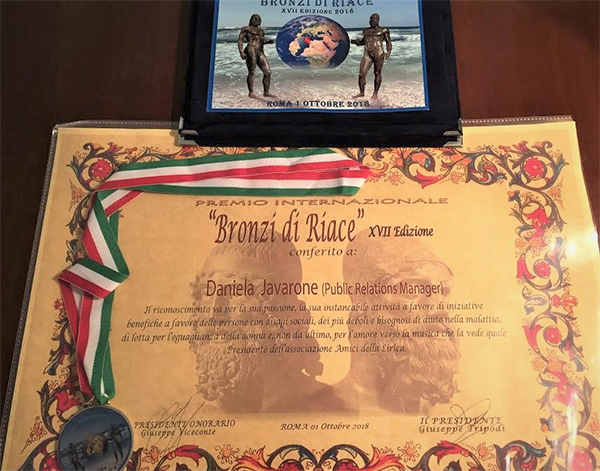 BRONZI DI RIACE
XVII EDIZIONE 2018
ROMA 1 OTTOBRE 2018
PREMIO INTERNAZIONALE
"Bronzi di Riace" XVII Edizione
conferito a:
Daniela Javarone (Public Relations Manager)
Il riconoscimento va per la sua passione, la sua instancabile attività a favore di iniziative
benefiche a favore delle persone con disagi sociali, dei più deboli e bisognosi di aiuto nella malattia,
di lotta per l'eguaglianza della donna e, non da ultimo, per l'amore verso la musica che la vede quale
Presidente dell'associazione Amici della Lirica.
PRESIDENTE ONORARIO
Giuseppe Viceconte
ROMA 01 Ottobre 2018
IL PRESIDENTE
Giuseppe Tripodi